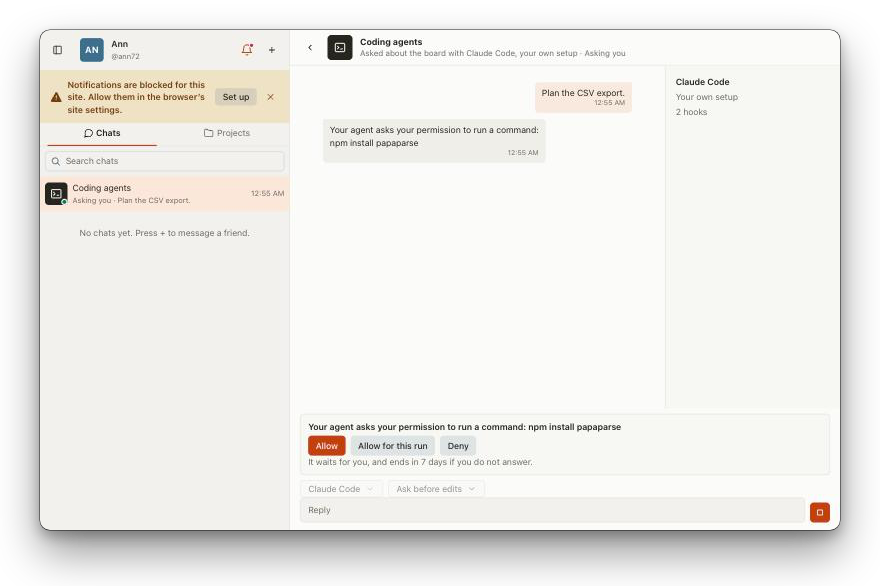 AN
Ann
@ann72
Notifications are blocked for this
site. Allow them in the browser's
site settings.
Set up
Chats
Projects
Search chats
Coding agents
12:55 AM
Asking you · Plan the CSV export.
No chats yet. Press + to message a friend.
Coding agents
Asked about the board with Claude Code, your own setup · Asking you
Plan the CSV export.
12:55 AM
Your agent asks your permission to run a command:
npm install papaparse
12:55 AM
Claude Code
Your own setup
2 hooks
Your agent asks your permission to run a command: npm install papaparse
Allow
Allow for this run
Deny
It waits for you, and ends in 7 days if you do not answer.
Claude Code
Ask before edits
Reply